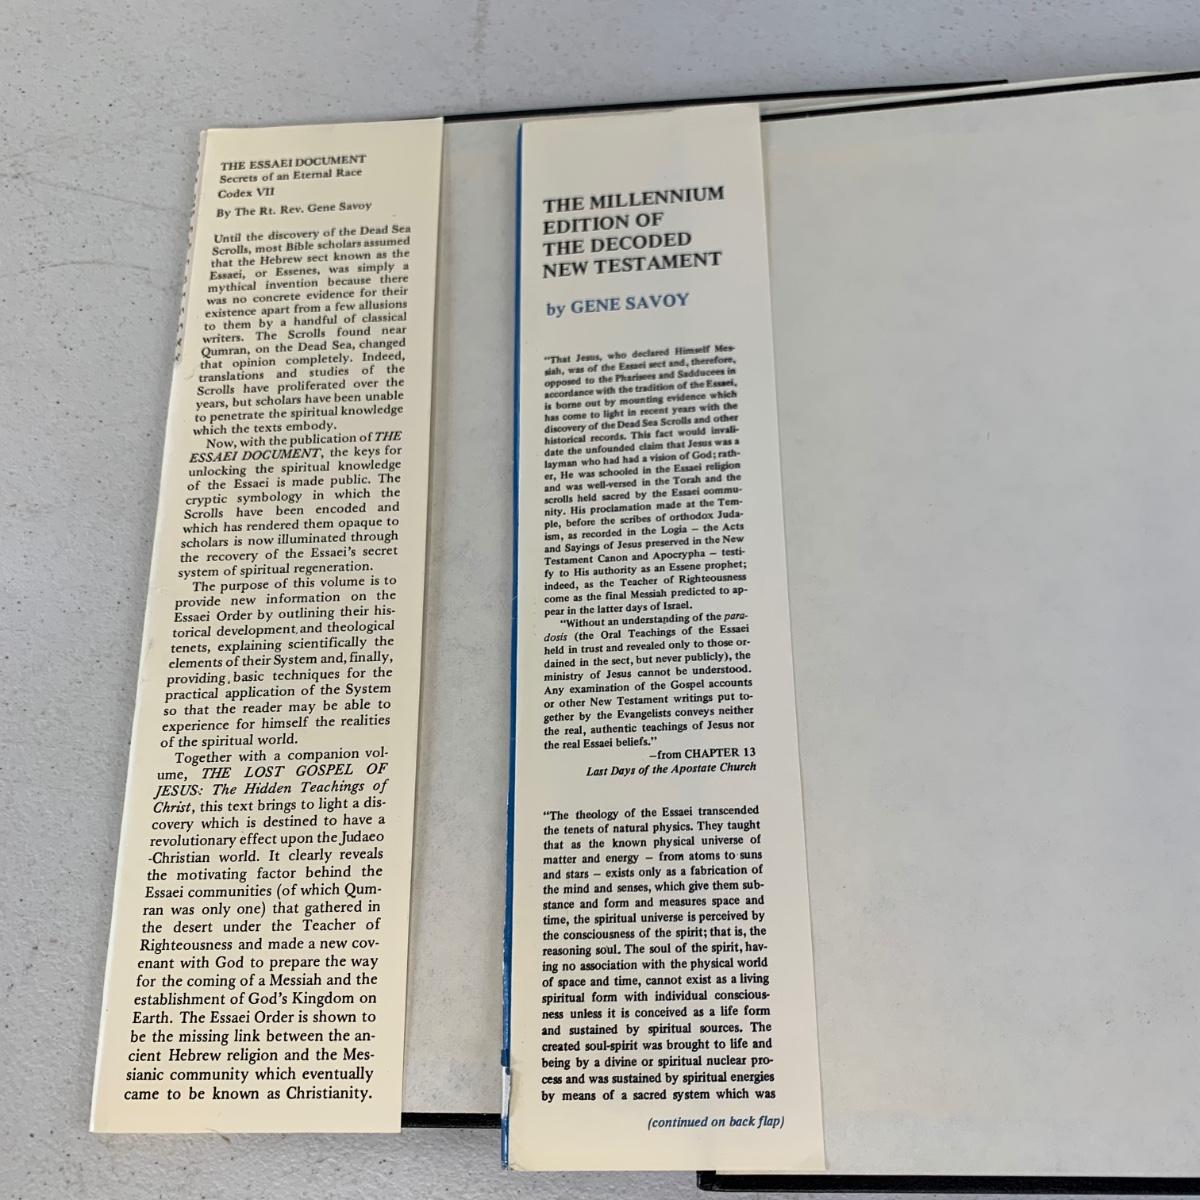 THE ESSAEI DOCUMENT
Secrets of an Eternal Race
Codex VII
By The Rt. Rev. Gene Savoy
Until the discovery of the Dead Sea
Scrolls, most Bible scholars assumed
that the Hebrew sect known as the
Essaei, or Essenes, was simply a
mythical invention because there
was no concrete evidence for their
existence apart from a few allusions
to them by a handful of classical
writers. The Scrolls found near
Qumran, on the Dead Sea, changed
that opinion completely. Indeed,
translations and studies of the
Scrolls have proliferated over the
years, but scholars have been unable
to penetrate the spiritual knowledge
which the texts embody.
Now, with the publication of THE
ESSAEI DOCUMENT, the keys for
unlocking the spiritual knowledge
of the Essaei is made public. The
cryptic symbology in which the
Scrolls have been encoded and
which has rendered them opaque to
scholars is now illuminated through
the recovery of the Essaei's secret
system of spiritual regeneration.
The purpose of this volume is to
provide new information on the
Essaei Order by outlining their his-
torical development and theological
tenets, explaining scientifically the
elements of their System and, finally,
providing basic techniques for the
practical application of the System
so that the reader may be able to
experience for himself the realities
of the spiritual world.
Together with a companion vol-
ume, THE LOST GOSPEL OF
JESUS: The Hidden Teachings of
Christ, this text brings to light a dis-
covery which is destined to have a
revolutionary effect upon the Judaeo
-Christian world. It clearly reveals
the motivating factor behind the
Essaei communities (of which Qum-
ran was only one) that gathered in
the desert under the Teacher of
Righteousness and made a new cov-
enant with God to prepare the way
for the coming of a Messiah and the
establishment of God's Kingdom on
Earth. The Essaei Order is shown to
be the missing link between the an-
cient Hebrew religion and the Mes-
sianic community which eventually
came to be known as Christianity.
THE MILLENNIUM
EDITION OF
THE DECODED
NEW TESTAMENT
by GENE SAVOY
"That Jesus, who declared Himself Mes-
siah, was of the Essaei sect and, therefore,
opposed to the Pharisees and Sadducees in
accordance with the tradition of the Essaei,
is borne out by mounting evidence which
has come to light in recent years with the
discovery of the Dead Sea Scrolls and other
historical records. This fact would invali-
date the unfounded claim that Jesus was a
layman who had had a vision of God; rath-
er, He was schooled in the Essaei religion
and was well-versed in the Torah and the
scrolls held sacred by the Essaei commu-
nity. His proclamation made at the Tem-
ple, before the scribes of orthodox Juda-
ism, as recorded in the Logia – the Acts
and Sayings of Jesus preserved in the New
Testament Canon and Apocrypha – testi-
fy to His authority as an Essene prophet;
indeed, as the Teacher of Righteousness
come as the final Messiah predicted to ap-
pear in the latter days of Israel.
"Without an understanding of the para-
dosis (the Oral Teachings of the Essaei
held in trust and revealed only to those or-
dained in the sect, but never publicly), the
ministry of Jesus cannot be understood.
Any examination of the Gospel accounts
or other New Testament writings put to-
gether by the Evangelists conveys neither
the real, authentic teachings of Jesus nor
the real Essaei beliefs."
–from CHAPTER 13
Last Days of the Apostate Church
"The theology of the Essaei transcended
the tenets of natural physics. They taught
that as the known physical universe of
matter and energy – from atoms to suns
and stars – exists only as a fabrication of
the mind and senses, which give them sub-
stance and form and measures space and
time, the spiritual universe is perceived by
the consciousness of the spirit; that is, the
reasoning soul. The soul of the spirit, hav-
ing no association with the physical world
of space and time, cannot exist as a living
spiritual form with individual conscious-
ness unless it is conceived as a life form
and sustained by spiritual sources. The
created soul-spirit was brought to life and
being by a divine or spiritual nuclear pro-
cess and was sustained by spiritual energies
by means of a sacred system which was
(continued on back flap)